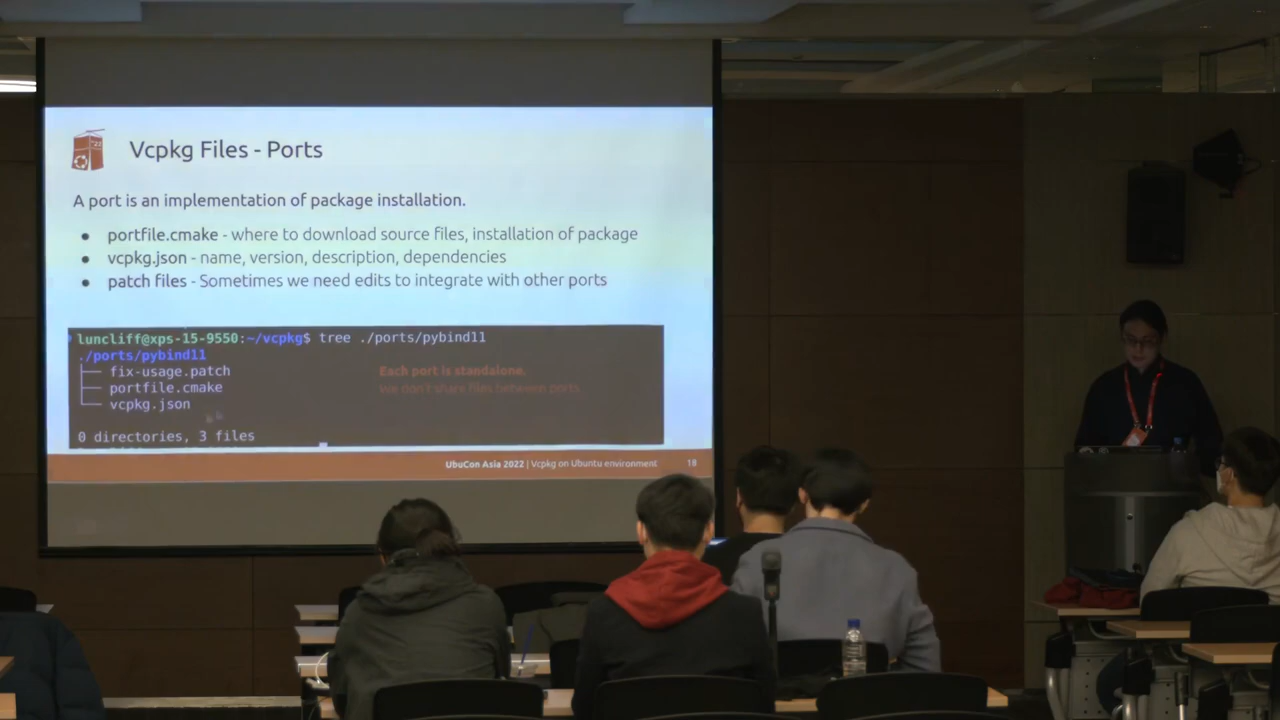 Vcpkg Files - Ports
A port is an implementation of package installation.
● portfile.cmake - where to download source files, installation of package
● vcpkg.json - name, version, description, dependencies
● patch files - Sometimes we need edits to integrate with other ports
luncliff@xps-15-9550:~/vcpkg$ tree ./ports/pybind11
./ports/pybind11
├── fix-usage.patch
├── portfile.cmake
└── vcpkg.json
Each port is standalone.
we don't share files between ports
0 directories, 3 files
UbuCon Asia 2022 | Vcpkg on Ubuntu environment 18